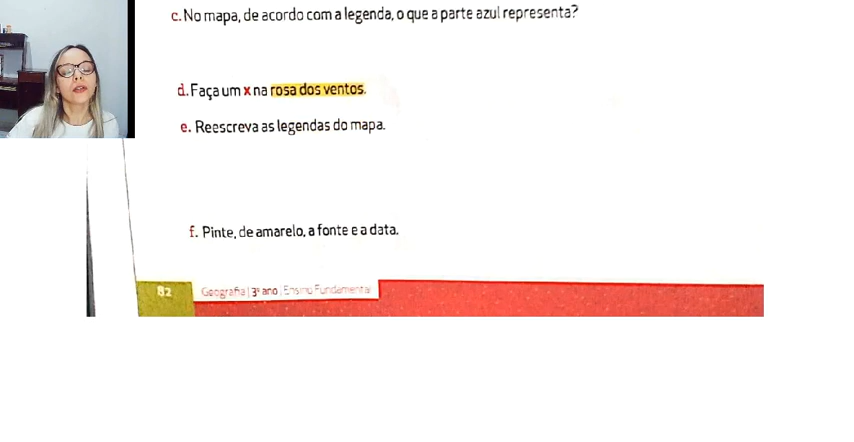 c. No mapa, de acordo com a legenda, o que a parte azul representa?
d. Faça um x na rosa dos ventos.
e. Reescreva as legendas do mapa.
f. Pinte, de amarelo, a fonte e a data.
82 Geografia | 3º ano | Ensino Fundamental